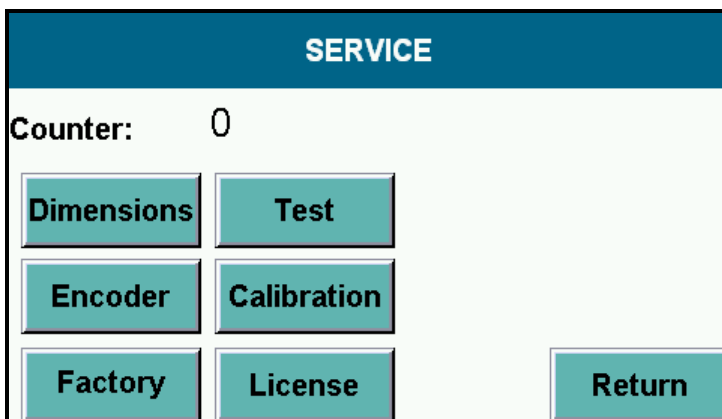 SERVICE
Counter: 0
Dimensions Test
Encoder Calibration
Factory License Return